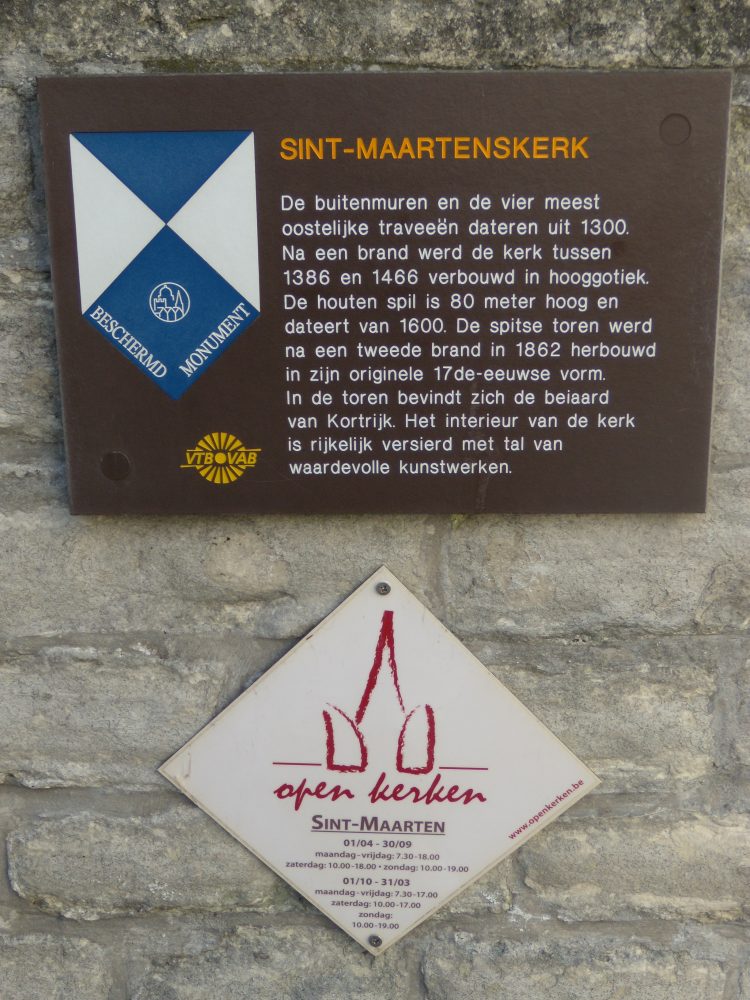 SINT-MAARTENSKERK
De buitenmuren en de vier meest
oostelijke traveeën dateren uit 1300.
Na een brand werd de kerk tussen
1386 en 1466 verbouwd in hooggotiek.
De houten spil is 80 meter hoog en
dateert van 1600. De spitse toren werd
na een tweede brand in 1862 herbouwd
in zijn originele 17de-eeuwse vorm.
In de toren bevindt zich de beiaard
van Kortrijk. Het interieur van de kerk
is rijkelijk versierd met tal van
waardevolle kunstwerken.
BESCHERMD
MONUMENT
VTB VAB
open kerken
www.openkerken.be
SINT-MAARTEN
01/04 - 30/09
maandag-vrijdag: 7.30-18.00
zaterdag: 10.00-18.00 • zondag: 10.00-19.00
01/10 - 31/03
maandag-vrijdag: 7.30-17.00
zaterdag: 10.00-17.00
zondag:
10.00-19.00